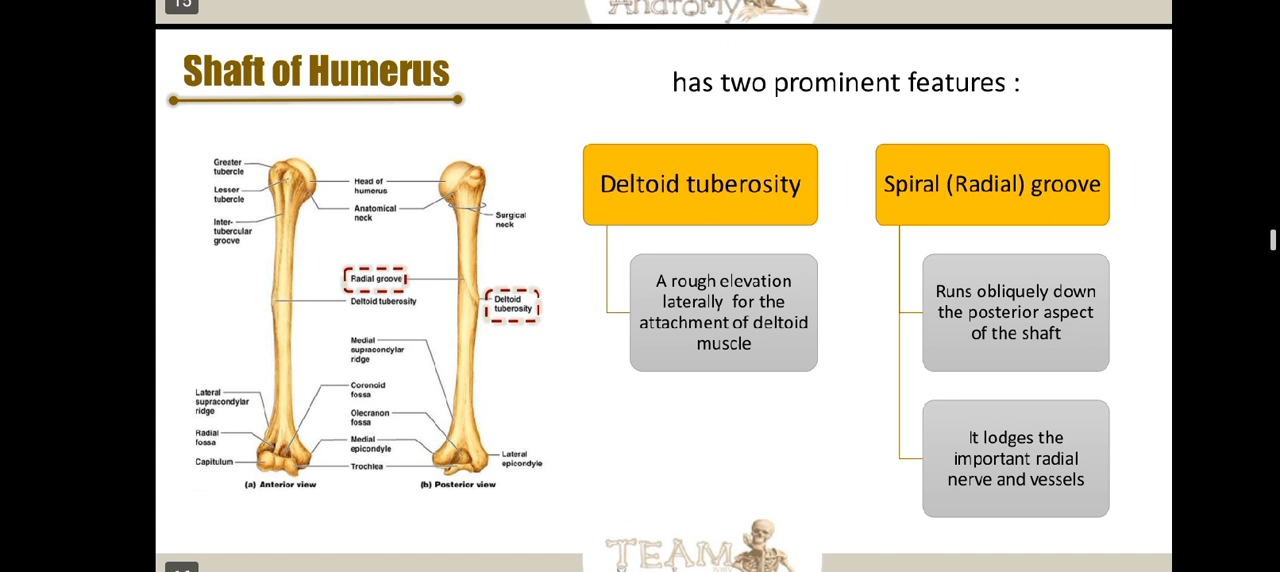 15
Anatomy
Shaft of Humerus
has two prominent features :
Greater
tubercle
Lesser
tubercle
Inter-
tubercular
groove
Head of
humerus
Anatomical
neck
Surgical
neck
Radial groove
Deltoid tuberosity
Deltoid
tuberosity
Medial
supracondylar
ridge
Lateral
supracondylar
ridge
Coronoid
fossa
Olecranon
fossa
Radial
fossa
Medial
epicondyle
Capitulum
Trochlea
Lateral
epicondyle
(a) Anterior view
(b) Posterior view
Deltoid tuberosity
A rough elevation
laterally for the
attachment of deltoid
muscle
Spiral (Radial) groove
Runs obliquely down
the posterior aspect
of the shaft
It lodges the
important radial
nerve and vessels
TEAM